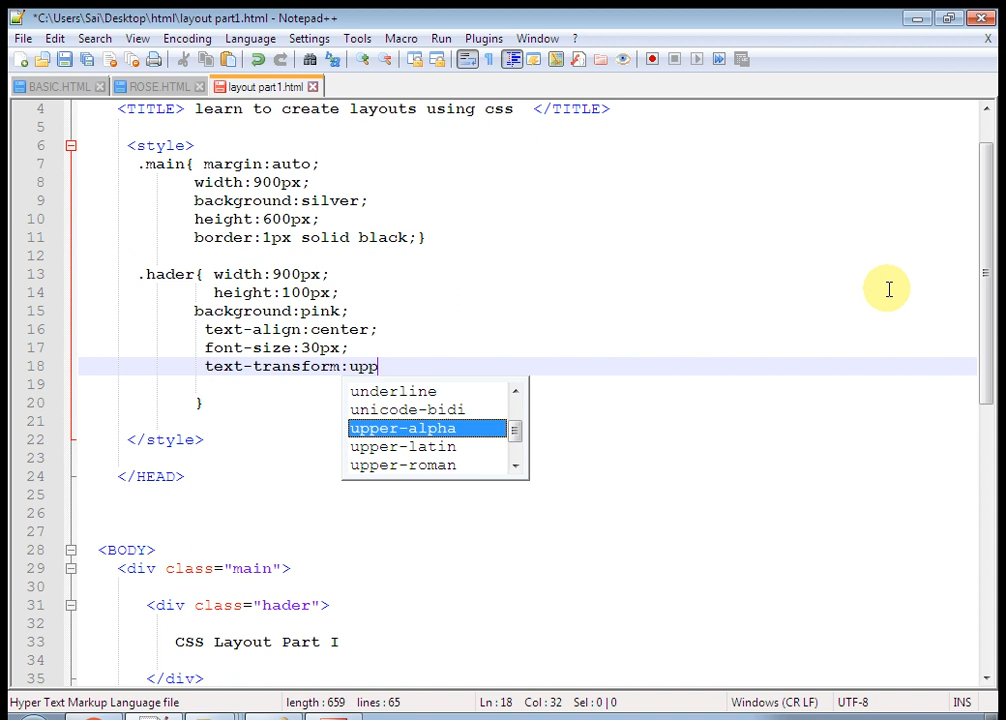 *C:\Users\Sai\Desktop\html\layout part1.html - Notepad++
File Edit Search View Encoding Language Settings Tools Macro Run Plugins Window ? X
BASIC.HTML ROSE.HTML layout part1.html
4 <TITLE> learn to create layouts using css </TITLE>
5
6 <style>
7 .main{ margin:auto;
8 width:900px;
9 background:silver;
10 height:600px;
11 border:1px solid black;}
12
13 .hader{ width:900px;
14 height:100px;
15 background:pink;
16 text-align:center;
17 font-size:30px;
18 text-transform:upp
19 underline
unicode-bidi
20 }
upper-alpha
21
22 </style>
upper-latin
23 upper-roman
24 </HEAD>
25
26
27
28 <BODY>
29 <div class="main">
30
31 <div class="hader">
32
33 CSS Layout Part I
34
35 </div>
Hyper Text Markup Language file length : 659 lines : 65 Ln : 18 Col : 32 Sel : 0 | 0 Windows (CR LF) UTF-8 INS